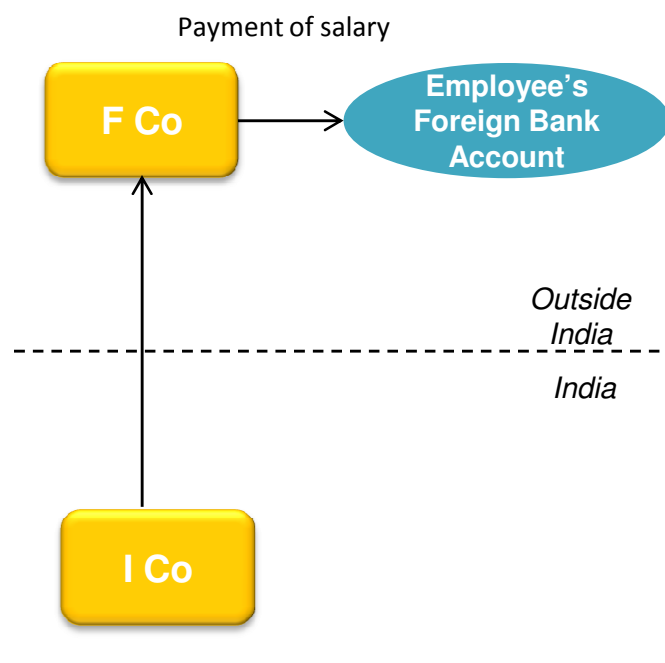 Payment of salary
F Co
Employee's
Foreign Bank
Account
Outside
India
India
I Co